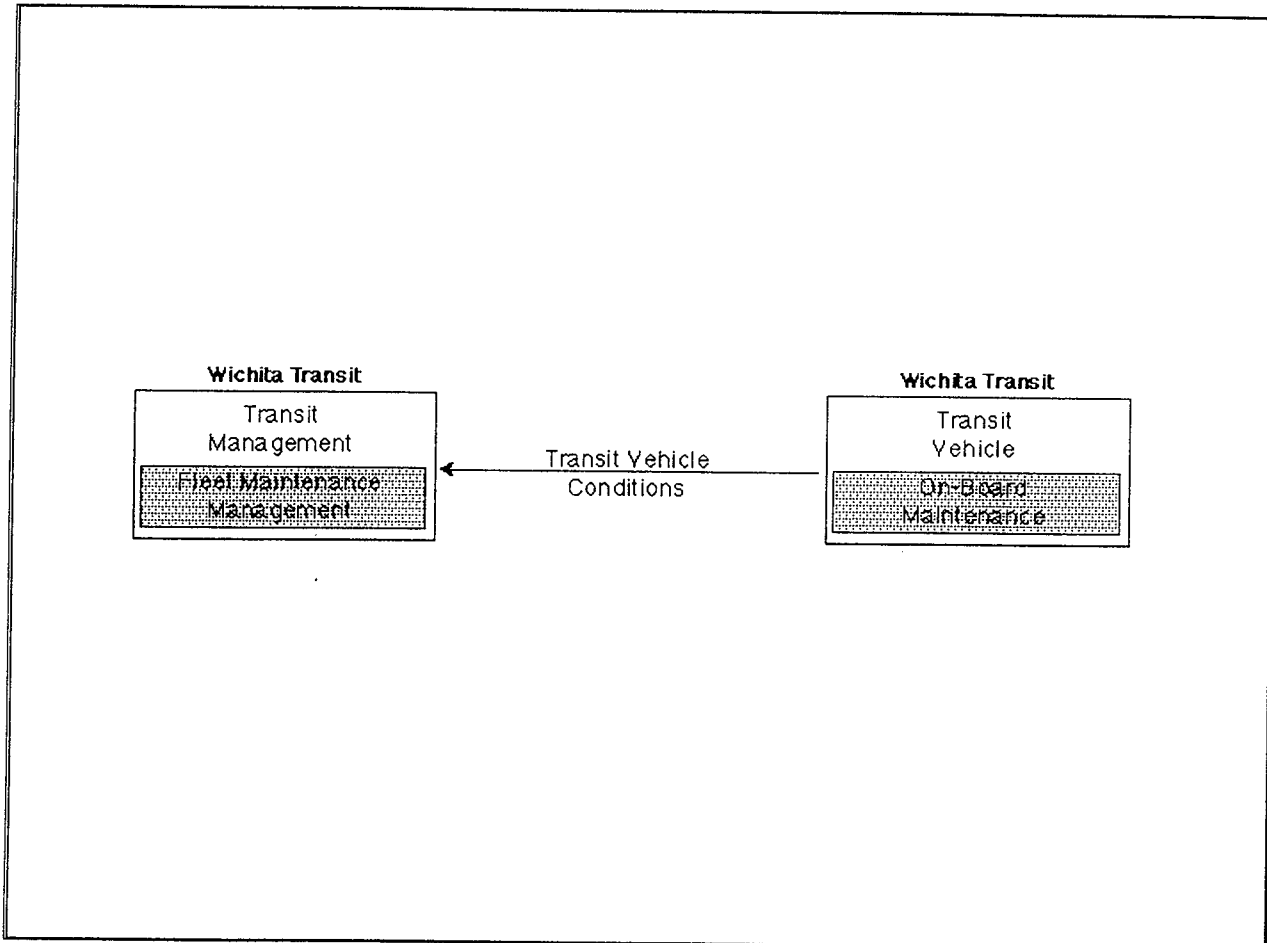 Wichita Transit
Transit
Management
Fleet Maintenance
Management
Transit Vehicle
Conditions
Wichita Transit
Transit
Vehicle
On-Board
Maintenance